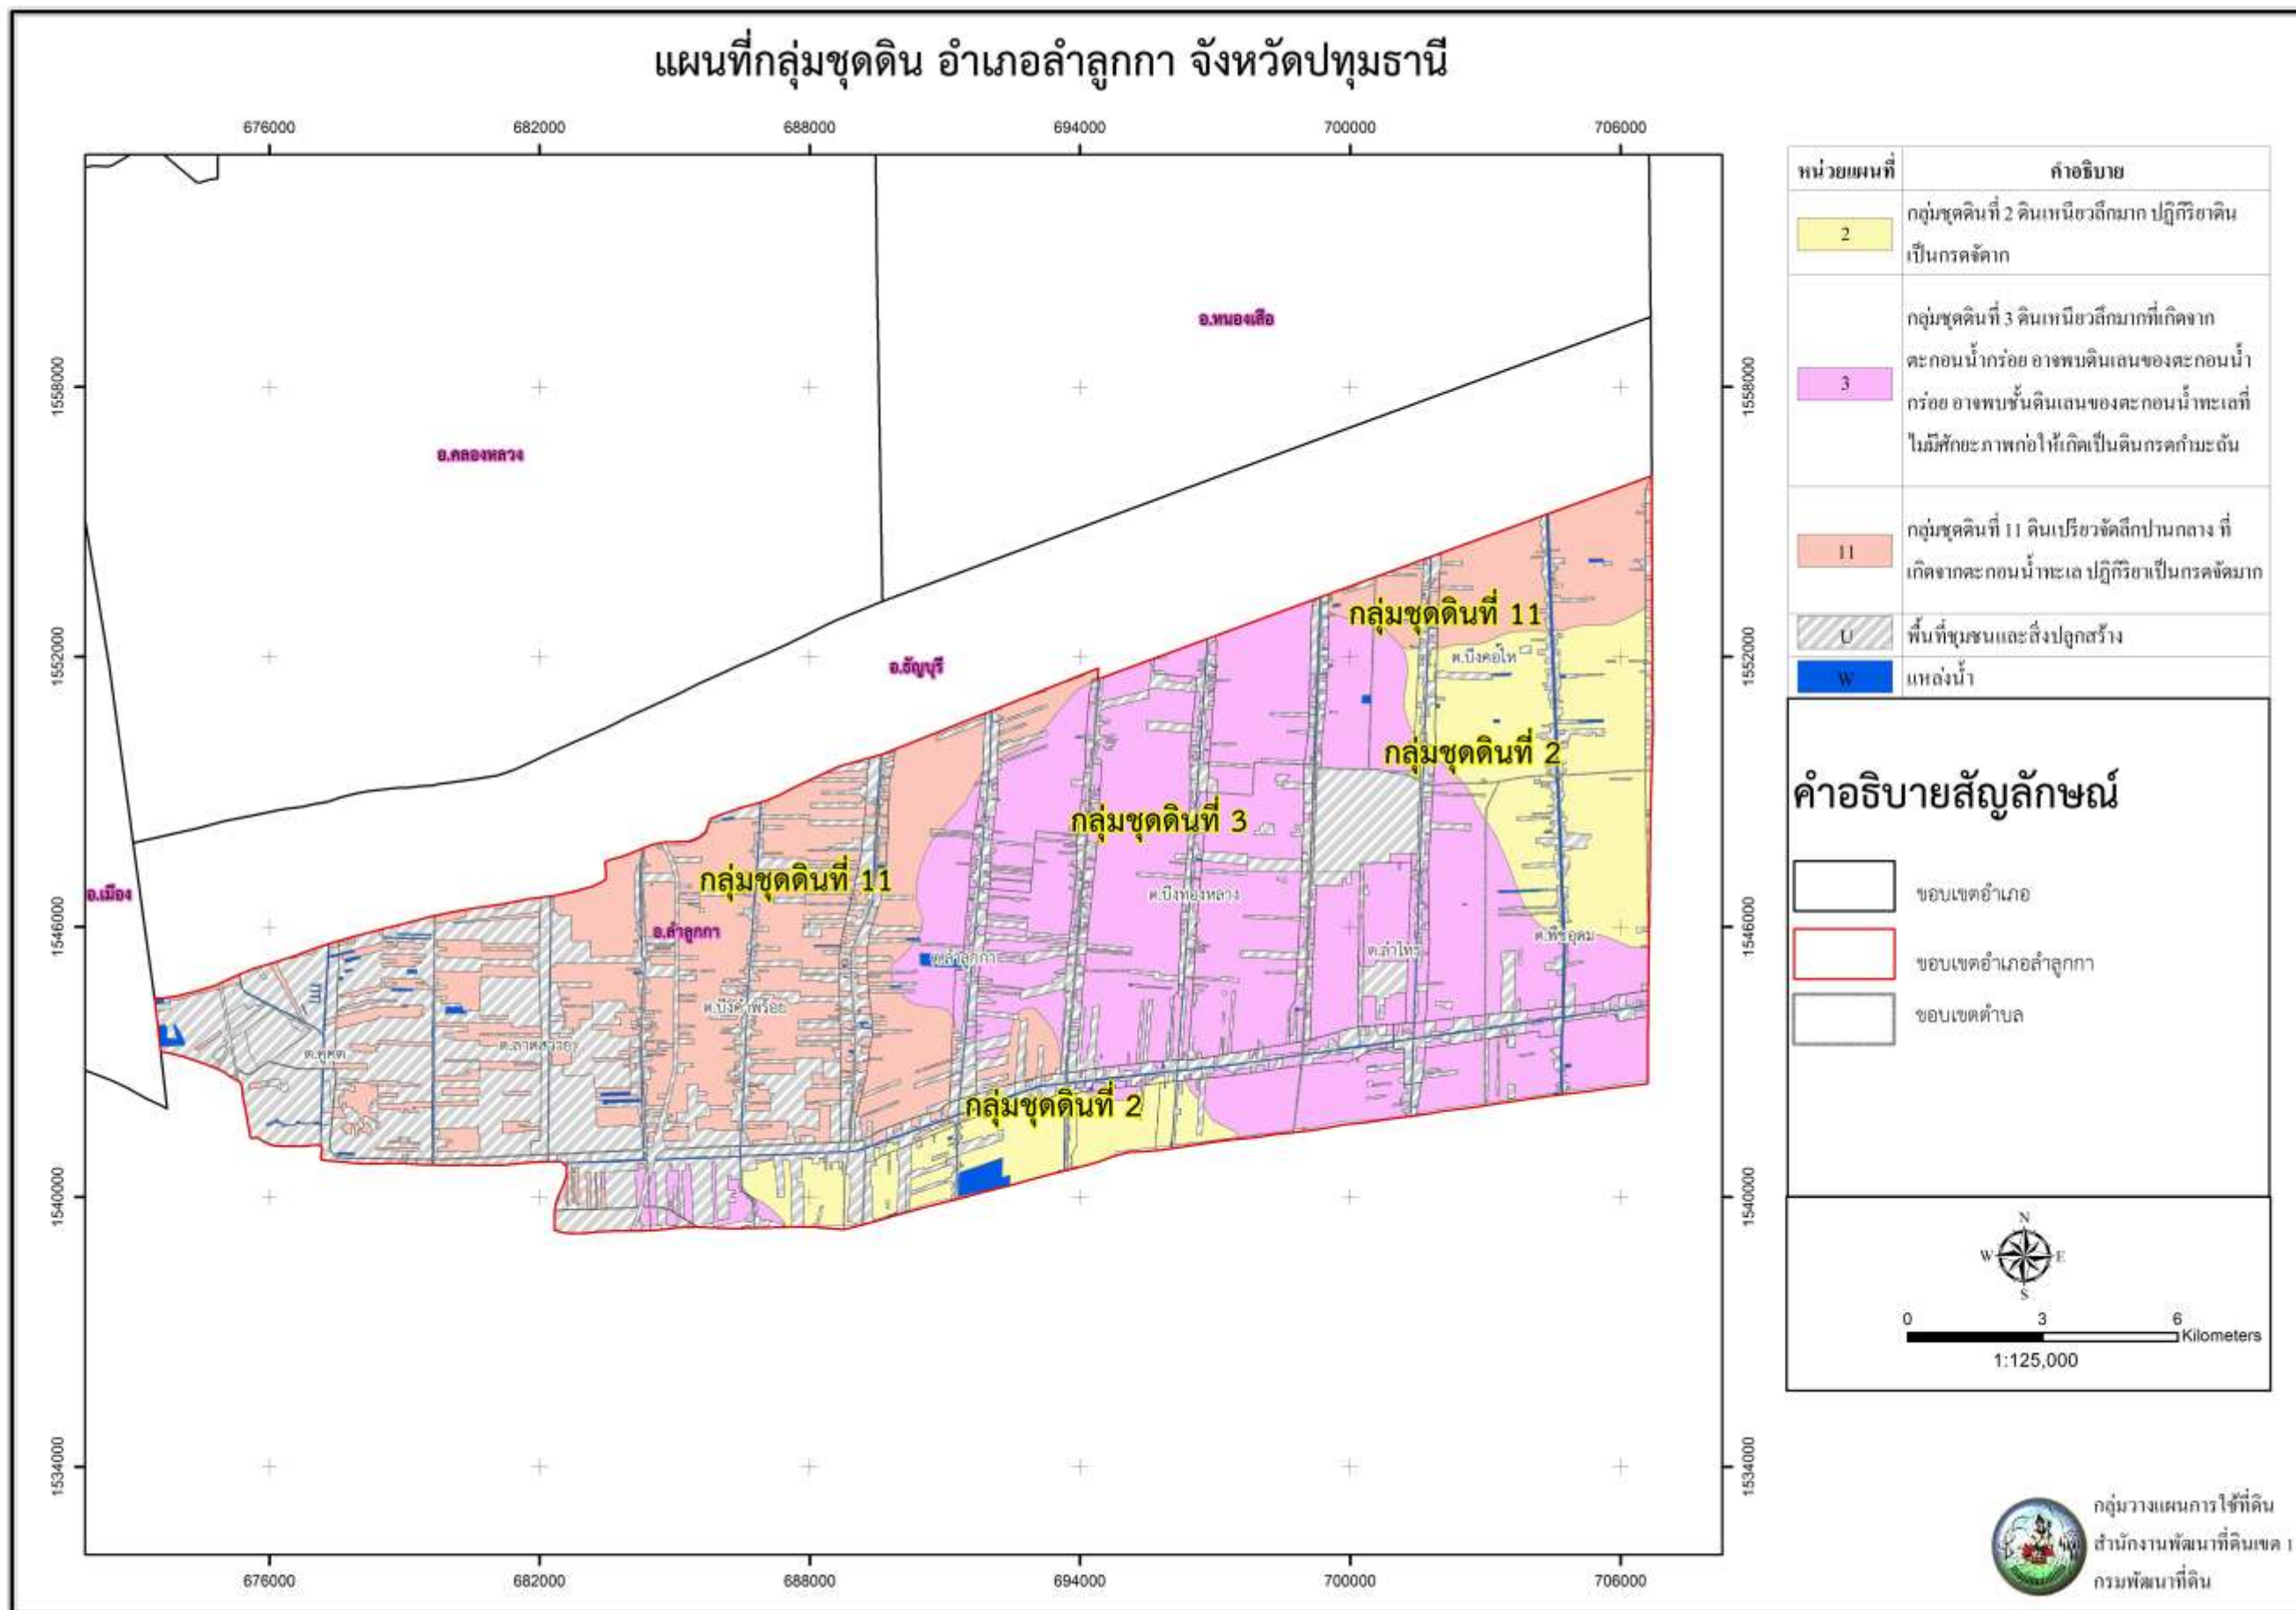 แผนที่กลุ่มชุดดิน อำเภอลำลูกกา จังหวัดปทุมธานี
676000 682000 688000 694000 700000 706000
1558000 1558000
1552000 1552000
1546000 1546000
1540000 1540000
1534000 1534000
อ.หนองเสือ
อ.คลองหลวง
อ.ธัญบุรี
อ.เมือง
อ.ลำลูกกา
กลุ่มชุดดินที่ 11
ต.บึงคอไห
กลุ่มชุดดินที่ 2
กลุ่มชุดดินที่ 3
กลุ่มชุดดินที่ 11
ต.บึงทองหลาง
ต.พืชอุดม
ต.ลำไทร
ต.ลำลูกกา
ต.บึงคำพร้อย
ต.ลาดสวาย
ต.คูคต
กลุ่มชุดดินที่ 2
676000 682000 688000 694000 700000 706000
หน่วยแผนที่ คำอธิบาย
2 กลุ่มชุดดินที่ 2 ดินเหนียวลึกมาก ปฏิกิริยาดิน
เป็นกรดจัดาก
3 กลุ่มชุดดินที่ 3 ดินเหนียวลึกมากที่เกิดจาก
ตะกอนน้ำกร่อย อาจพบดินเลนของตะกอนน้ำ
กร่อย อาจพบชั้นดินเลนของตะกอนน้ำทะเลที่
ไม่มีศักยะภาพก่อให้เกิดเป็นดินกรดกำมะถัน
11 กลุ่มชุดดินที่ 11 ดินเปรี้ยวจัดลึกปานกลาง ที่
เกิดจากตะกอนน้ำทะเล ปฏิกิริยาเป็นกรดจัดมาก
U พื้นที่ชุมชนและสิ่งปลูกสร้าง
W แหล่งน้ำ
คำอธิบายสัญลักษณ์
ขอบเขตอำเภอ
ขอบเขตอำเภอลำลูกกา
ขอบเขตตำบล
N
W E
S
0 3 6
Kilometers
1:125,000
กลุ่มวางแผนการใช้ที่ดิน
สำนักงานพัฒนาที่ดินเขต 1
กรมพัฒนาที่ดิน